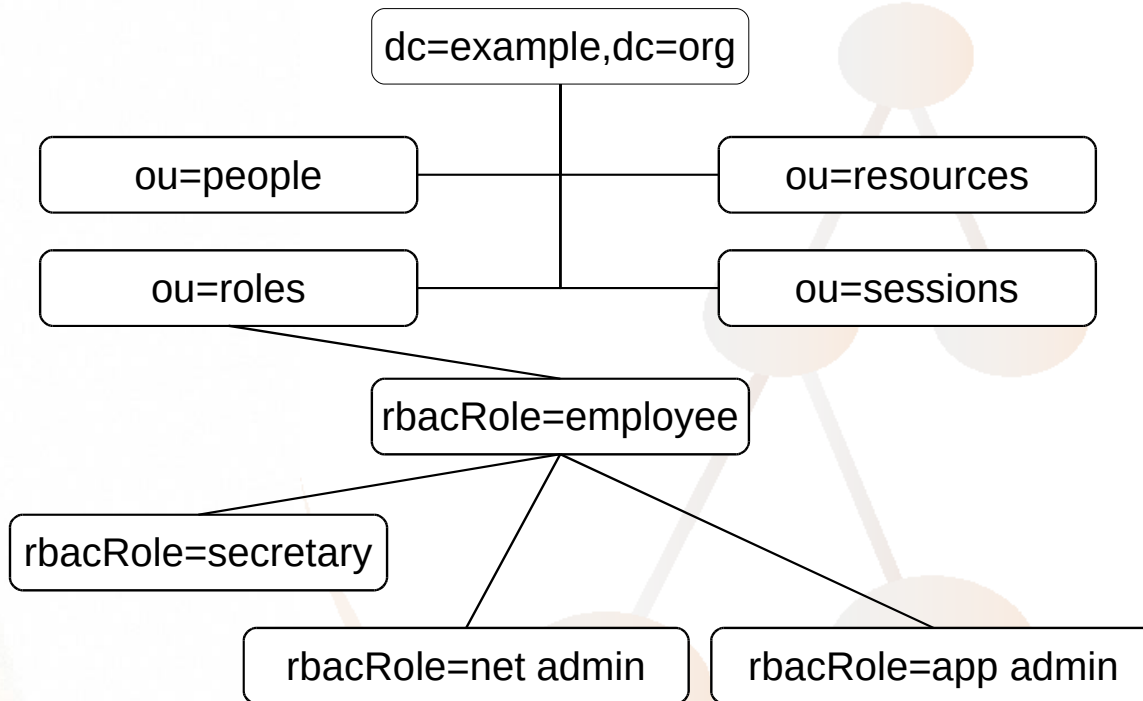 dc=example,dc=org
ou=people
ou=resources
ou=roles
ou=sessions
rbacRole=employee
rbacRole=secretary
rbacRole=net admin
rbacRole=app admin